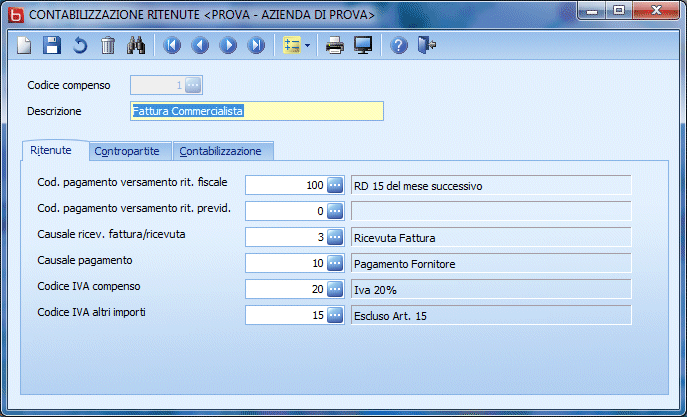 CONTABILIZZAZIONE RITENUTE <PROVA - AZIENDA DI PROVA>
Codice compenso 1
Descrizione Fattura Commercialista
Ritenute Contropartite Contabilizzazione
Cod. pagamento versamento rit. fiscale 100 RD 15 del mese successivo
Cod. pagamento versamento rit. previd. 0
Causale ricev. fattura/ricevuta 3 Ricevuta Fattura
Causale pagamento 10 Pagamento Fornitore
Codice IVA compenso 20 Iva 20%
Codice IVA altri importi 15 Escluso Art. 15